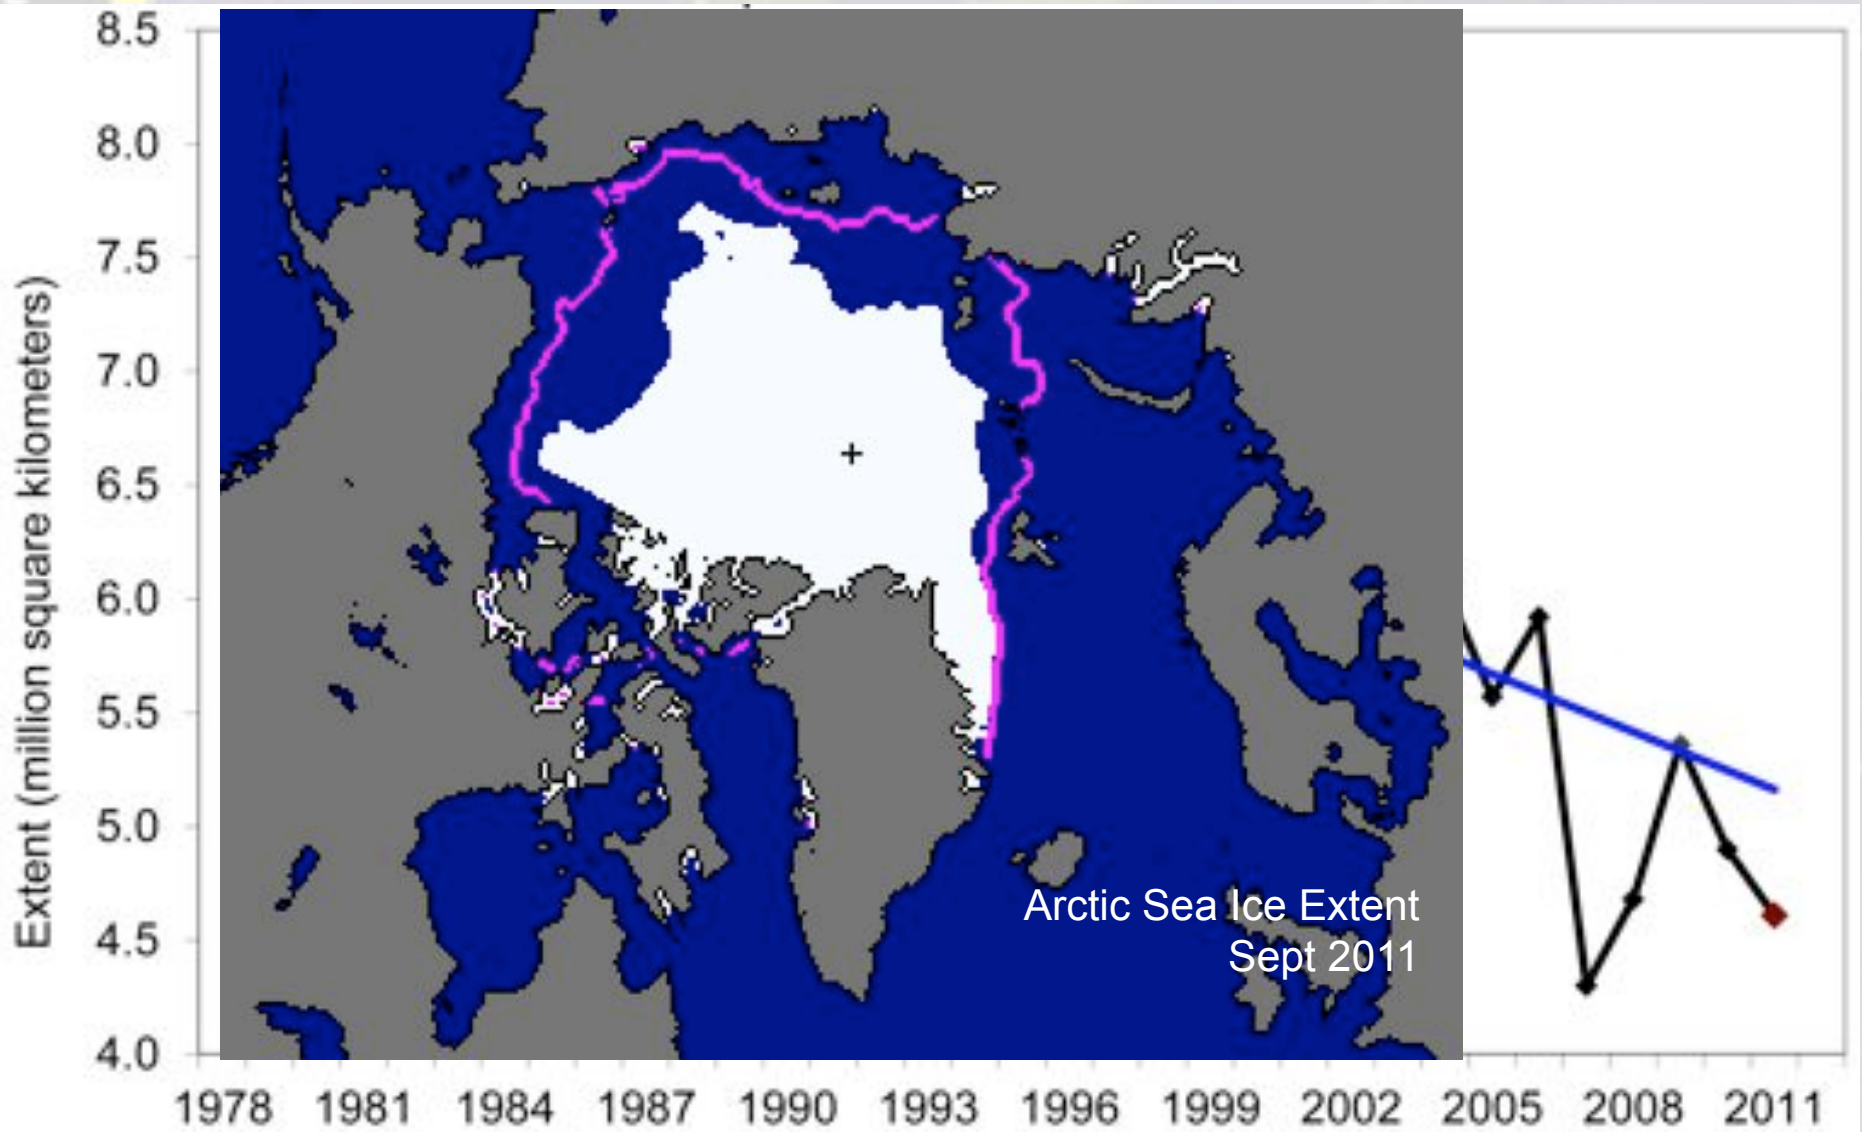 Extent (million square kilometers)
8.5
8.0
7.5
7.0
6.5
6.0
5.5
5.0
4.5
4.0
Arctic Sea Ice Extent
Sept 2011
1978 1981 1984 1987 1990 1993 1996 1999 2002 2005 2008 2011